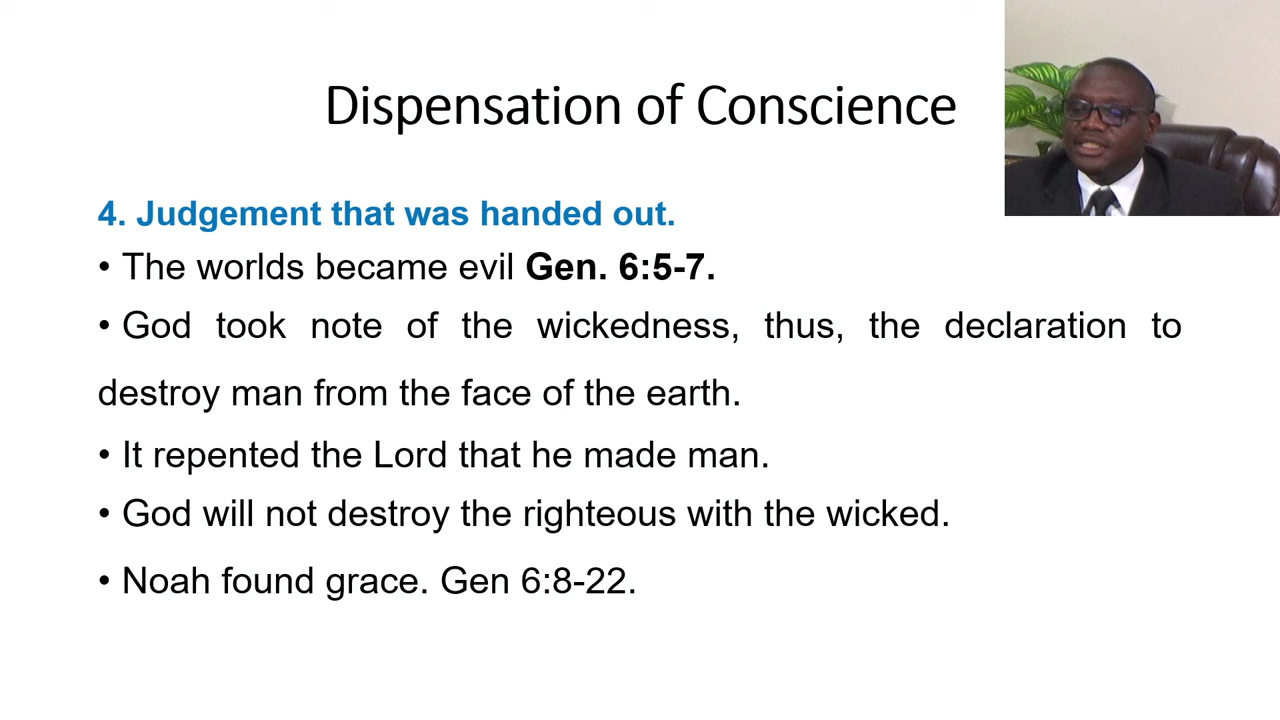 Dispensation of Conscience
4. Judgement that was handed out.
• The worlds became evil Gen. 6:5-7.
• God took note of the wickedness, thus, the declaration to
destroy man from the face of the earth.
• It repented the Lord that he made man.
• God will not destroy the righteous with the wicked.
• Noah found grace. Gen 6:8-22.